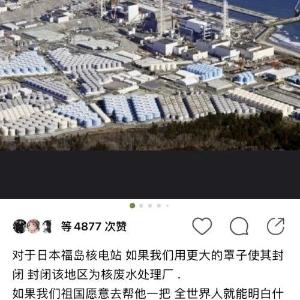 等 4877 次赞
对于日本福岛核电站 如果我们用更大的罩子使其封
闭 封闭该地区为核废水处理厂 .
如果我们祖国愿意去帮他一把 全世界人就能明白什